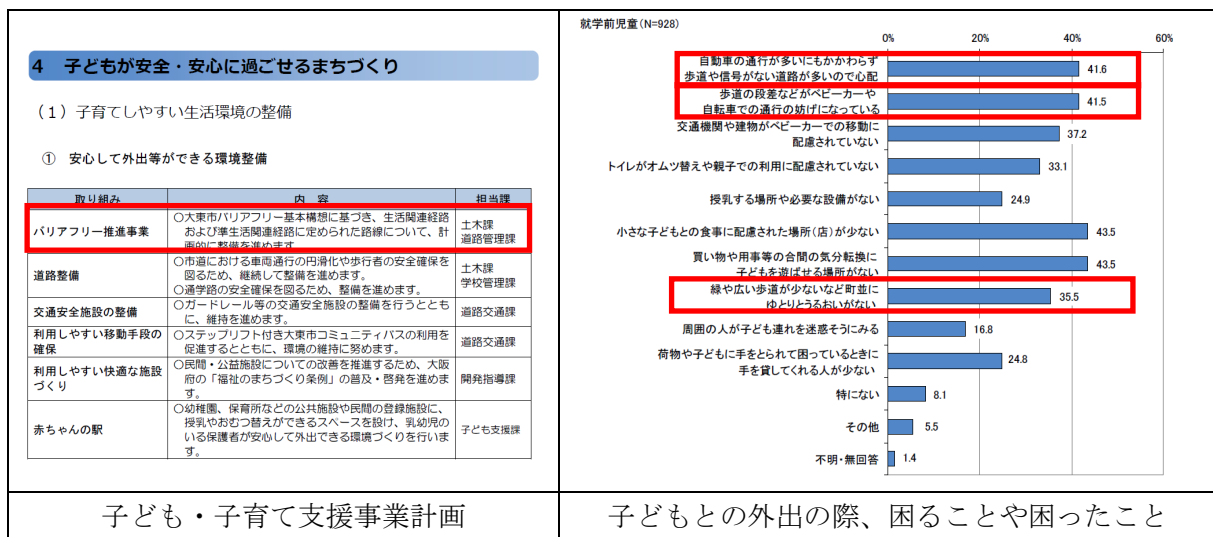 4 子どもが安全・安心に過ごせるまちづくり
（1）子育てしやすい生活環境の整備
① 安心して外出等ができる環境整備
取り組み 内 容 担当課
バリアフリー推進事業
○大東市バリアフリー基本構想に基づき、生活関連経路
および準生活関連経路に定められた路線について、計
画的に整備を進めます。
土木課
道路管理課
道路整備
○市道における車両通行の円滑化や歩行者の安全確保を
図るため、継続して整備を進めます。
○通学路の安全確保を図るため、整備を進めます。
土木課
学校管理課
交通安全施設の整備
○ガードレール等の交通安全施設の整備を行うととも
に、維持を進めます。
道路交通課
利用しやすい移動手段の
確保
○ステップリフト付き大東市コミュニティバスの利用を
促進するとともに、環境の維持に努めます。
道路交通課
利用しやすい快適な施設
づくり
○民間・公益施設についての改善を推進するため、大阪
府の「福祉のまちづくり条例」の普及・啓発を進めま
す。
開発指導課
赤ちゃんの駅
○幼稚園、保育所などの公共施設や民間の登録施設に、
授乳やおむつ替えができるスペースを設け、乳幼児の
いる保護者が安心して外出できる環境づくりを行いま
す。
子ども支援課
子ども・子育て支援事業計画
就学前児童(N=928)
0% 20% 40% 60%
自動車の通行が多いにもかかわらず
歩道や信号がない道路が多いので心配
41.6
歩道の段差などがベビーカーや
自転車での通行の妨げになっている
41.5
交通機関や建物がベビーカーでの移動に
配慮されていない
37.2
トイレがオムツ替えや親子での利用に配慮されていない
33.1
授乳する場所や必要な設備がない
24.9
小さな子どもとの食事に配慮された場所（店）が少ない
43.5
買い物や用事等の合間の気分転換に
子どもを遊ばせる場所がない
43.5
緑や広い歩道が少ないなど町並に
ゆとりとうるおいがない
35.5
周囲の人が子ども連れを迷惑そうにみる
16.8
荷物や子どもに手をとられて困っているときに
手を貸してくれる人が少ない
24.8
特にない
8.1
その他
5.5
不明・無回答
1.4
子どもとの外出の際、困ることや困ったこと